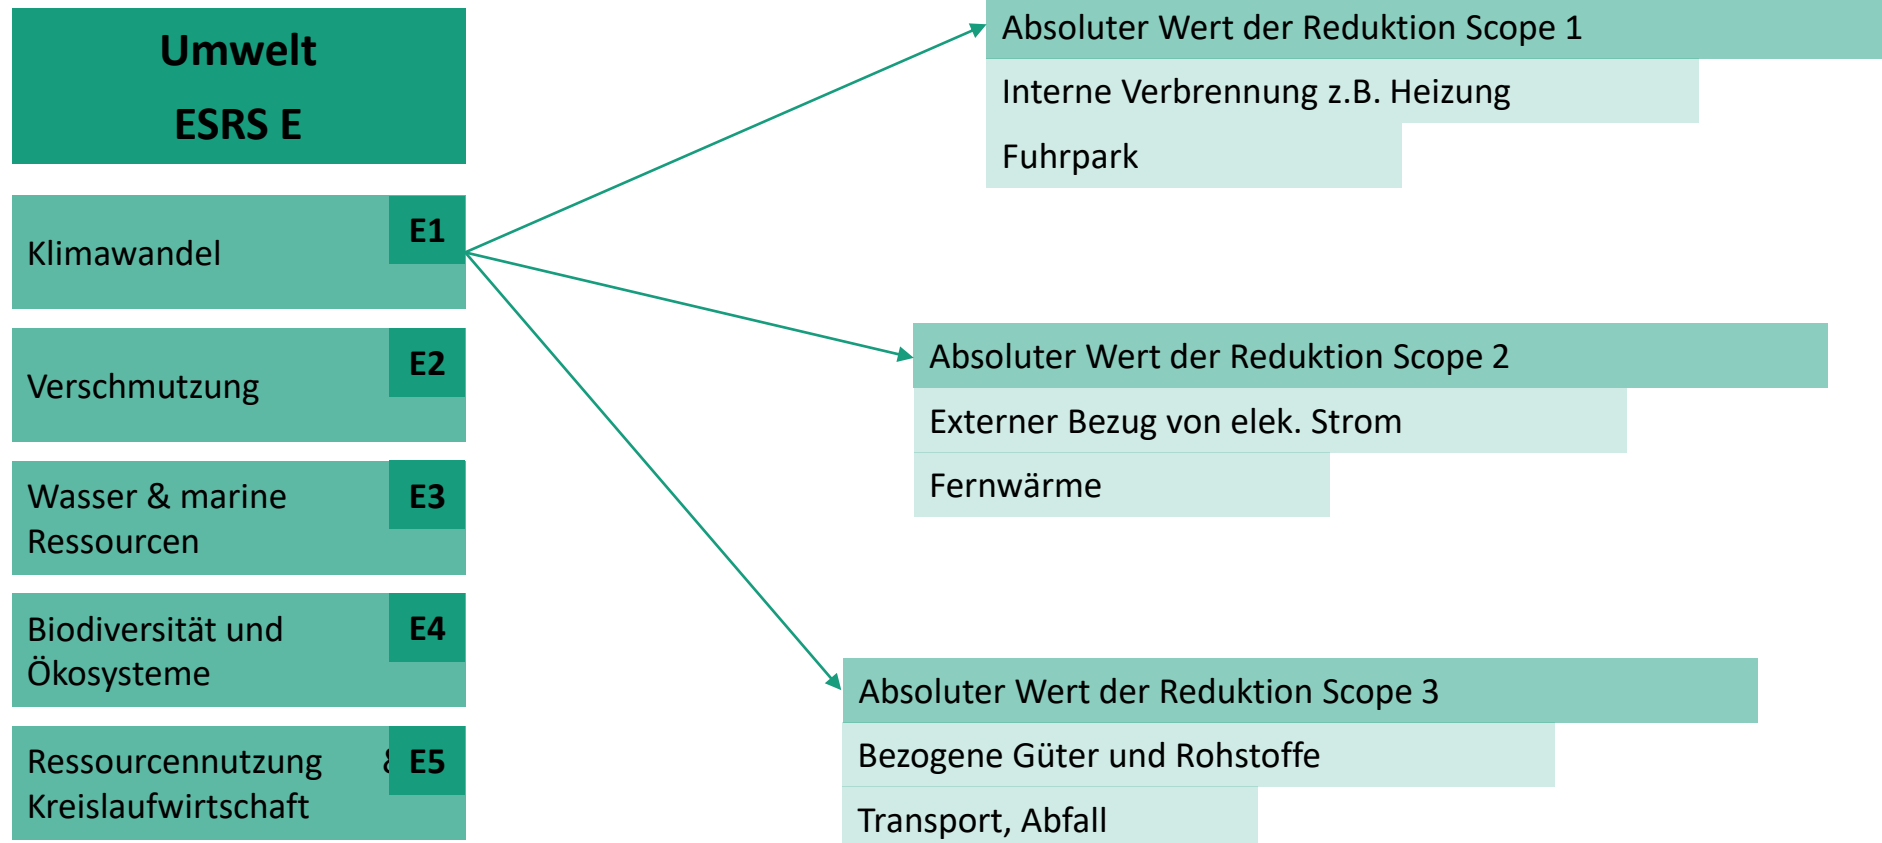 Umwelt
ESRS E
Klimawandel
E1
Verschmutzung
E2
Wasser & marine
Ressourcen
E3
Biodiversität und
Ökosysteme
E4
Ressourcennutzung &
Kreislaufwirtschaft
E5
Absoluter Wert der Reduktion Scope 1
Interne Verbrennung z.B. Heizung
Fuhrpark
Absoluter Wert der Reduktion Scope 2
Externer Bezug von elek. Strom
Fernwärme
Absoluter Wert der Reduktion Scope 3
Bezogene Güter und Rohstoffe
Transport, Abfall